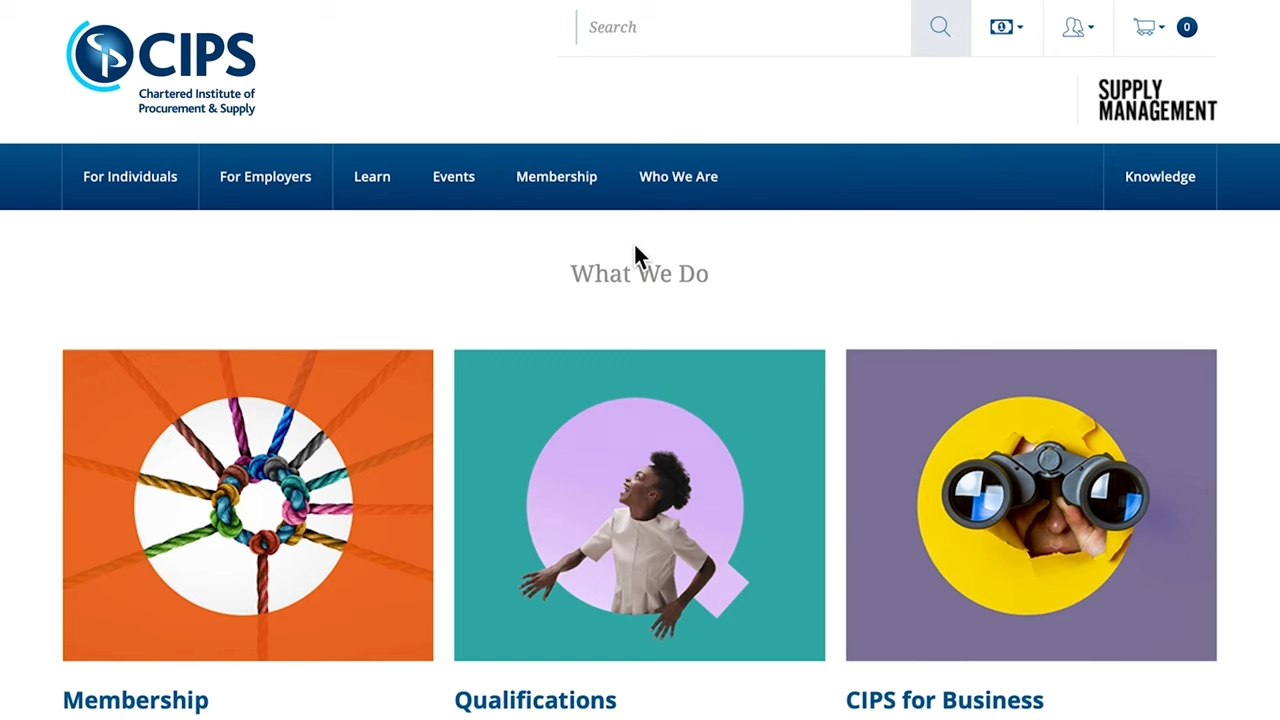 Search
0
CIPS
Chartered Institute of
Procurement & Supply
SUPPLY
MANAGEMENT
For Individuals
For Employers
Learn
Events
Membership
Who We Are
Knowledge
What We Do
Membership
Qualifications
CIPS for Business